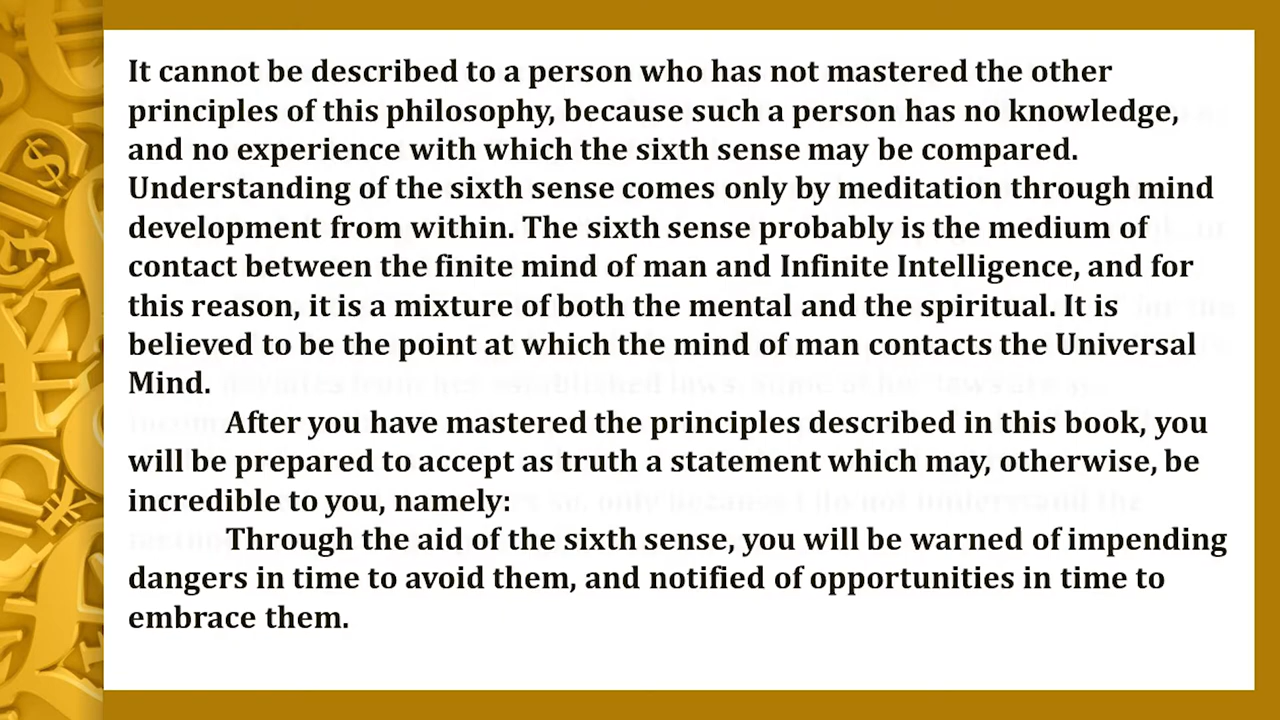 It cannot be described to a person who has not mastered the other
principles of this philosophy, because such a person has no knowledge,
and no experience with which the sixth sense may be compared.
Understanding of the sixth sense comes only by meditation through mind
development from within. The sixth sense probably is the medium of
contact between the finite mind of man and Infinite Intelligence, and for
this reason, it is a mixture of both the mental and the spiritual. It is
believed to be the point at which the mind of man contacts the Universal
Mind.
After you have mastered the principles described in this book, you
will be prepared to accept as truth a statement which may, otherwise, be
incredible to you, namely:
Through the aid of the sixth sense, you will be warned of impending
dangers in time to avoid them, and notified of opportunities in time to
embrace them.